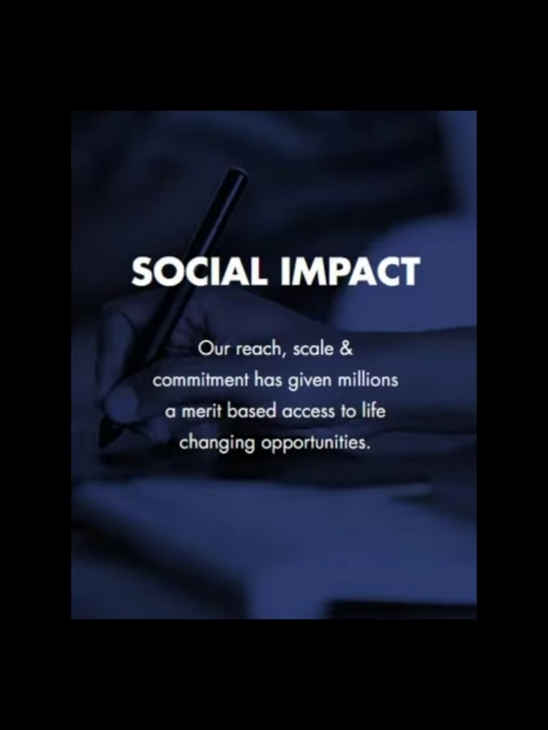 SOCIAL IMPACT
Our reach, scale &
commitment has given millions
a merit based access to life
changing opportunities.